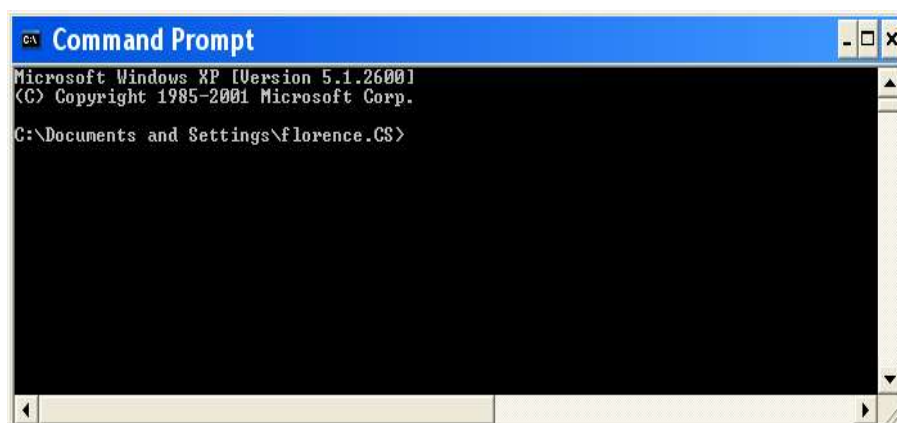 Command Prompt
Microsoft Windows XP [Version 5.1.2600]
(C) Copyright 1985-2001 Microsoft Corp.
C:\Documents and Settings\florence.CS>